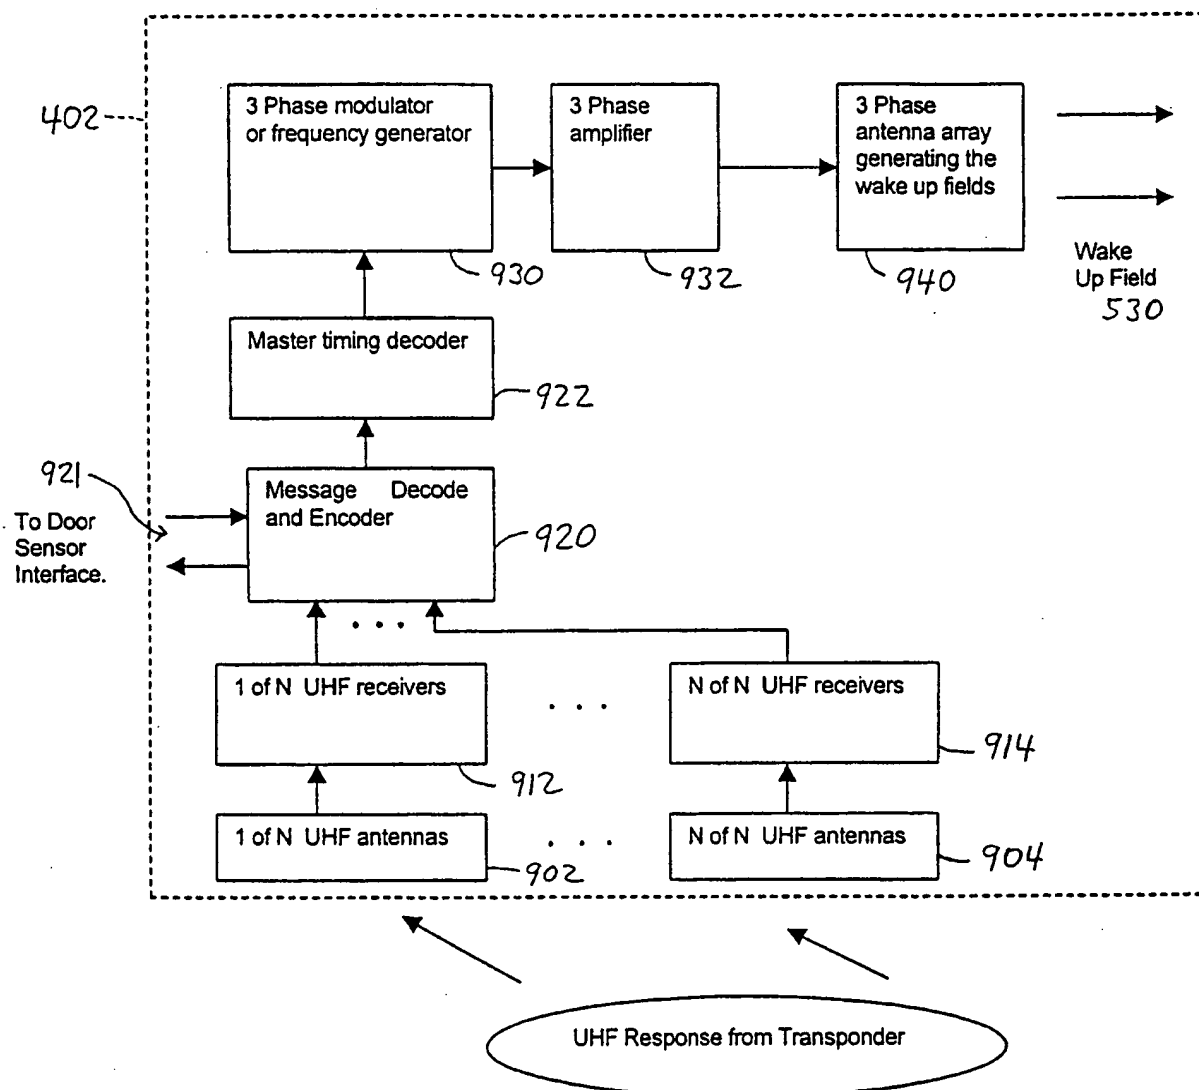 402
3 Phase modulator
or frequency generator
930
3 Phase
amplifier
932
3 Phase
antenna array
generating the
wake up fields
940
Wake
Up Field
530
Master timing decoder
922
921
To Door
Sensor
Interface.
Message Decode
and Encoder
920
. . .
1 of N UHF receivers
912
. . .
N of N UHF receivers
914
1 of N UHF antennas
902
. . .
N of N UHF antennas
904
UHF Response from Transponder